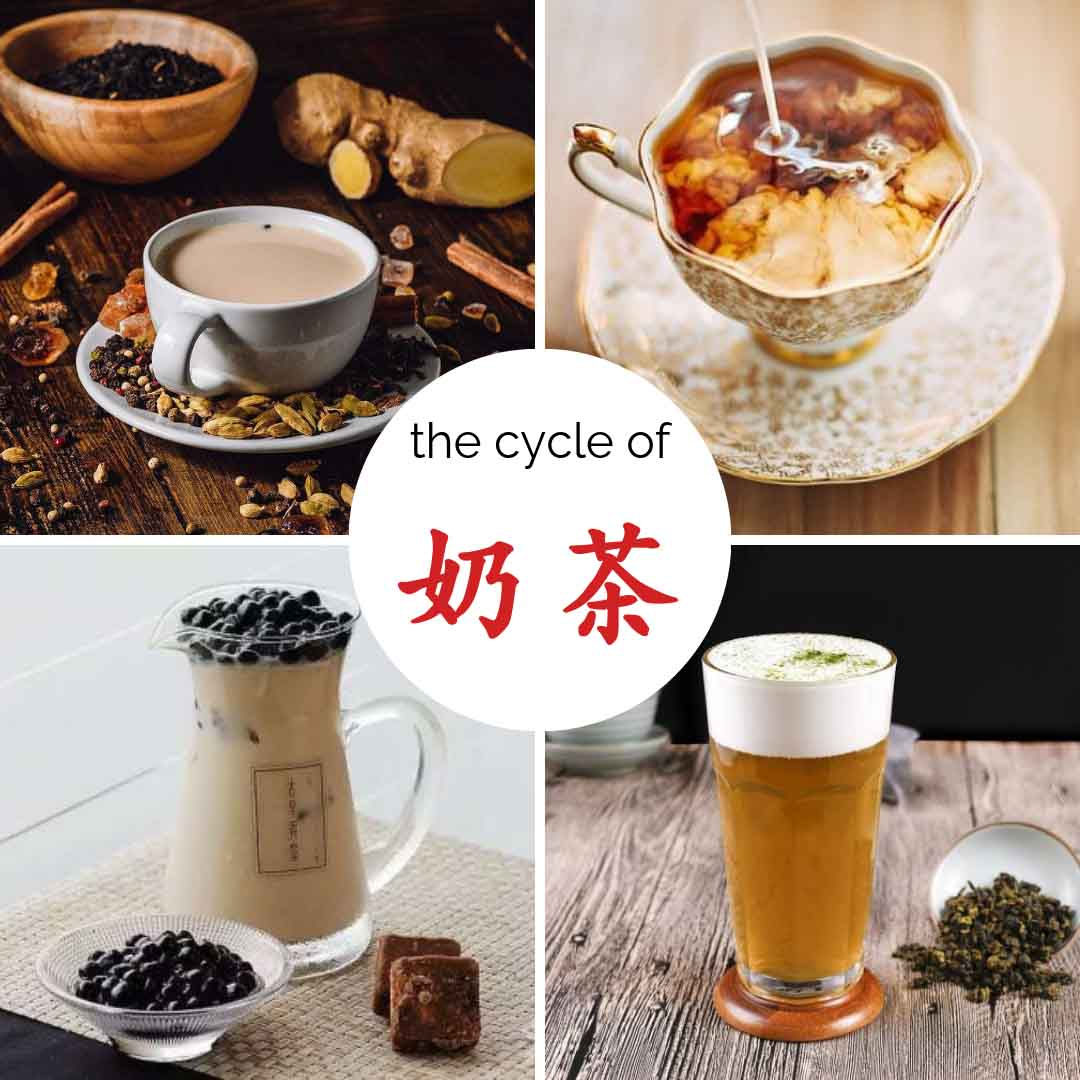 the cycle of
奶茶